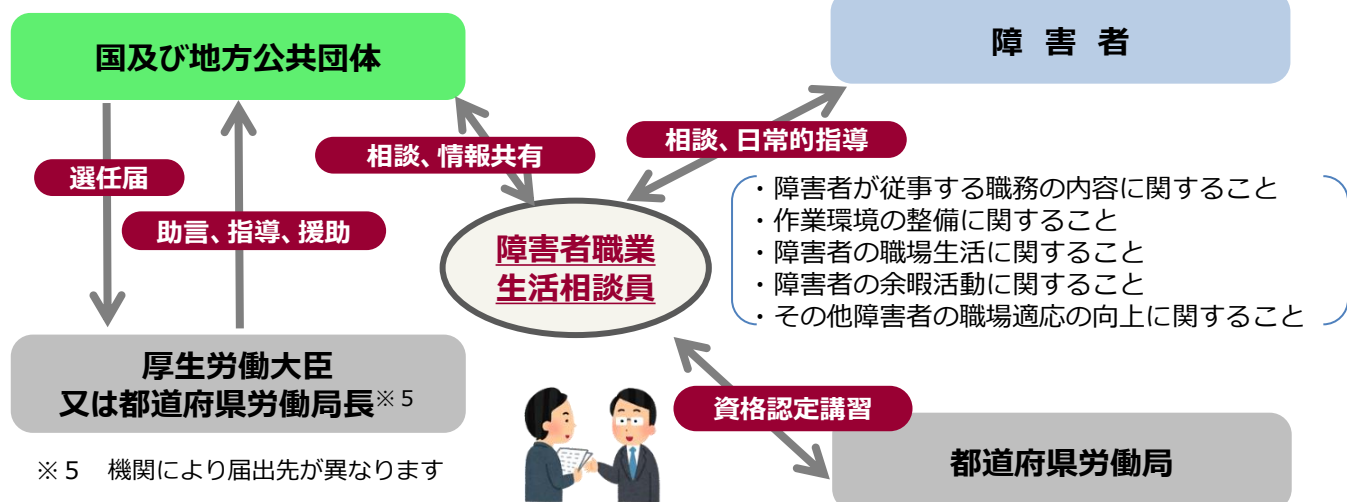 国及び地方公共団体
障 害 者
選任届
助言、指導、援助
相談、情報共有
相談、日常的指導
障害者職業
生活相談員
・障害者が従事する職務の内容に関すること
・作業環境の整備に関すること
・障害者の職場生活に関すること
・障害者の余暇活動に関すること
・その他障害者の職場適応の向上に関すること
厚生労働大臣
又は都道府県労働局長※5
※5 機関により届出先が異なります
資格認定講習
都道府県労働局